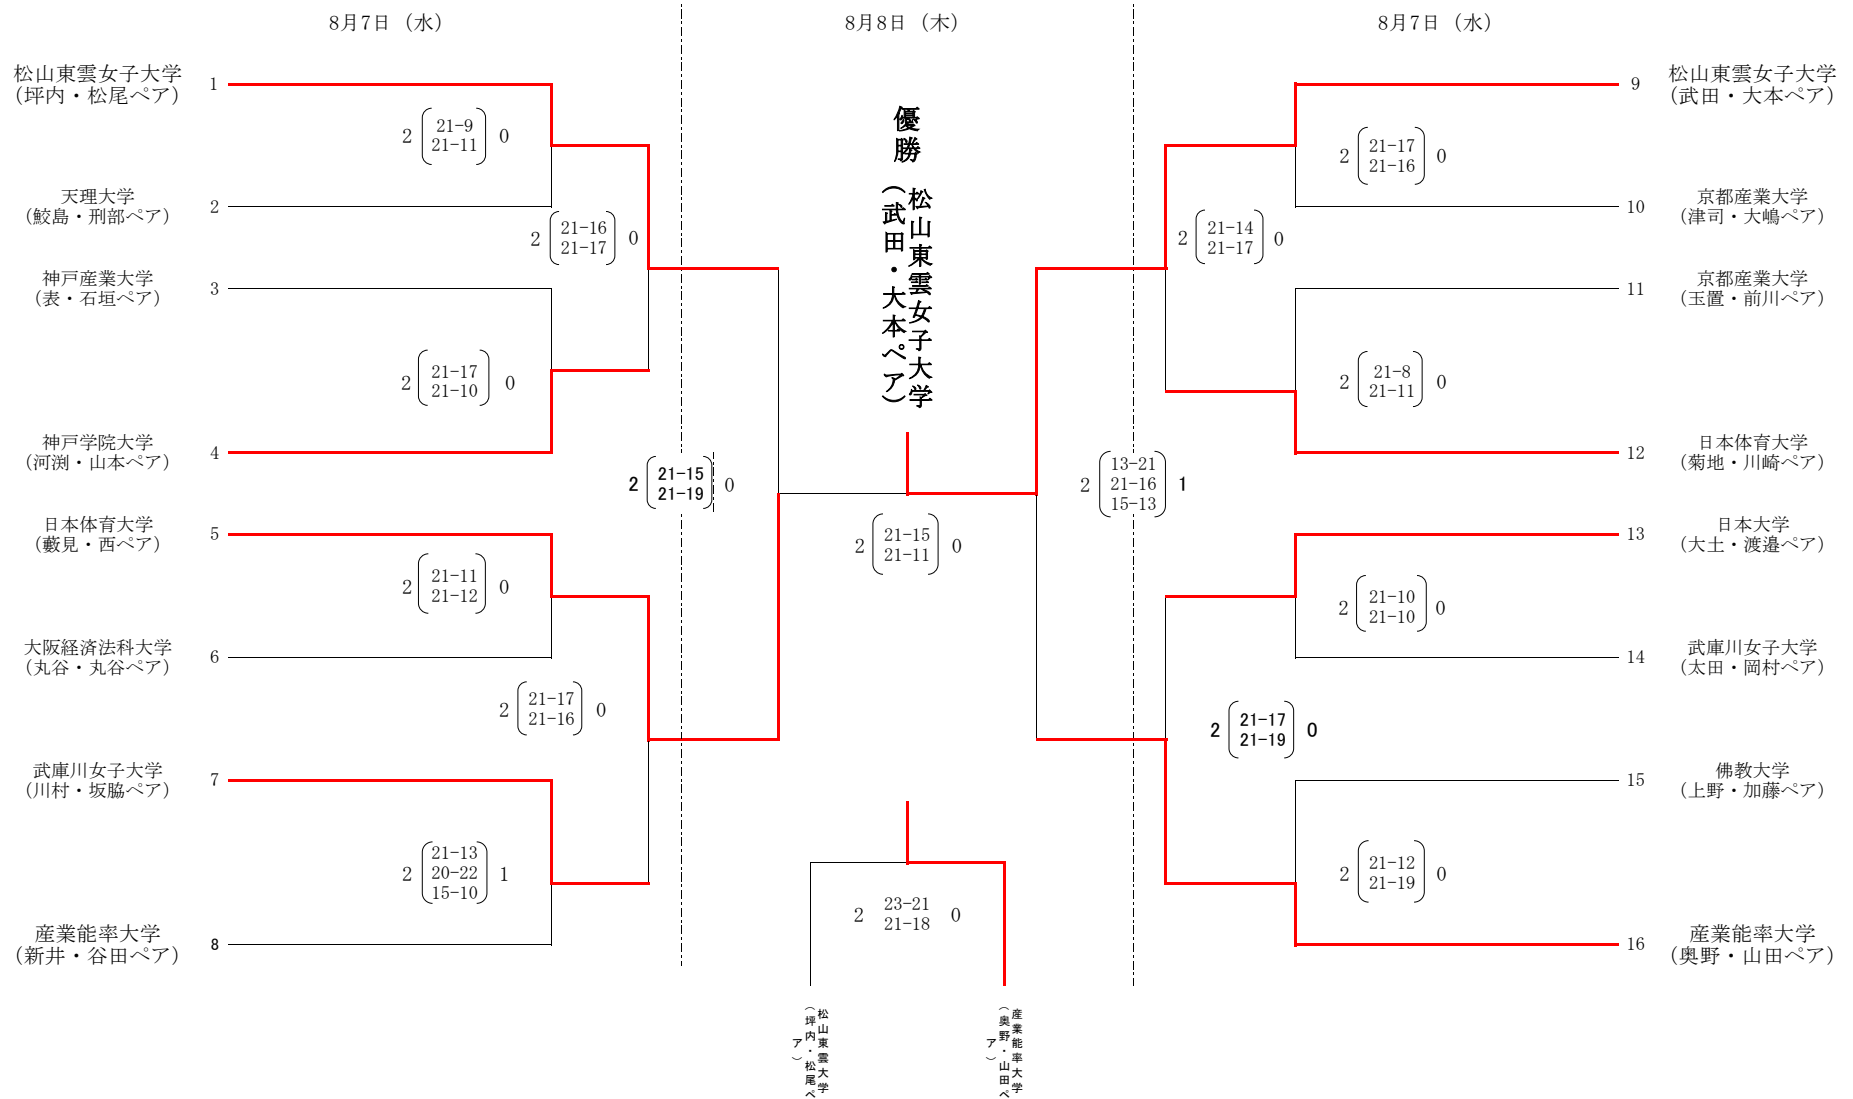 8月7日（水）
8月8日（木）
8月7日（水）
松山東雲女子大学
（坪内・松尾ペア）
1
2
21-9
21-11
0
天理大学
（鮫島・刑部ペア）
2
2
21-16
21-17
0
神戸産業大学
（表・石垣ペア）
3
2
21-17
21-10
0
神戸学院大学
（河渕・山本ペア）
4
2
21-15
21-19
0
日本体育大学
（藪見・西ペア）
5
2
21-11
21-12
0
大阪経済法科大学
（丸谷・丸谷ペア）
6
2
21-17
21-16
0
武庫川女子大学
（川村・坂脇ペア）
7
2
21-13
20-22
15-10
1
産業能率大学
（新井・谷田ペア）
8
優勝
松山東雲女子大学
（武田・大本ペア）
2
21-15
21-11
0
2
23-21
21-18
0
松山東雲大学
（坪内・松尾ペ
ア）
産業能率大学
（奥野・山田ペ
ア）
松山東雲女子大学
（武田・大本ペア）
9
2
21-17
21-16
0
京都産業大学
（津司・大嶋ペア）
10
2
21-14
21-17
0
京都産業大学
（玉置・前川ペア）
11
2
21-8
21-11
0
日本体育大学
（菊地・川崎ペア）
12
2
13-21
21-16
15-13
1
日本大学
（大土・渡邉ペア）
13
2
21-10
21-10
0
武庫川女子大学
（太田・岡村ペア）
14
2
21-17
21-19
0
佛教大学
（上野・加藤ペア）
15
2
21-12
21-19
0
産業能率大学
（奥野・山田ペア）
16